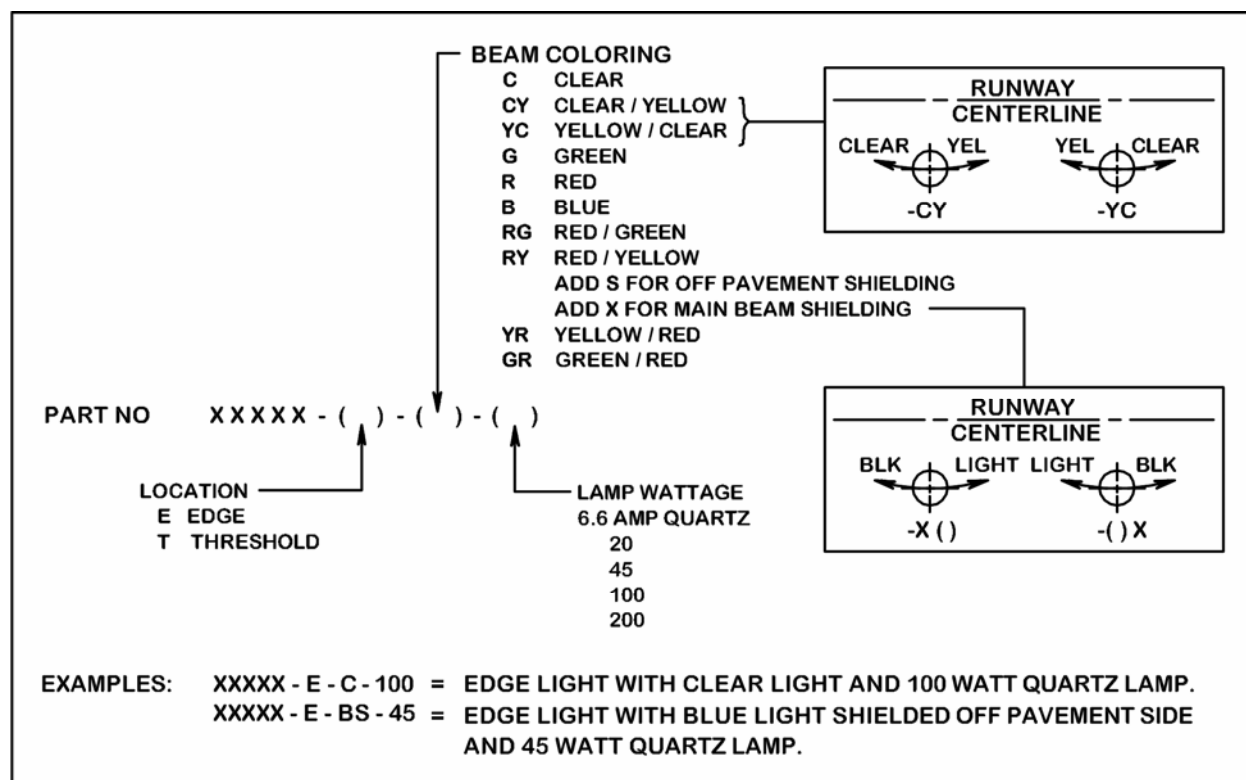 BEAM COLORING
C CLEAR
CY CLEAR / YELLOW
YC YELLOW / CLEAR
G GREEN
R RED
B BLUE
RG RED / GREEN
RY RED / YELLOW
ADD S FOR OFF PAVEMENT SHIELDING
ADD X FOR MAIN BEAM SHIELDING
YR YELLOW / RED
GR GREEN / RED
RUNWAY
CENTERLINE
CLEAR YEL YEL CLEAR
-CY -YC
PART NO X X X X X - ( ) - ( ) - ( )
LOCATION
E EDGE
T THRESHOLD
LAMP WATTAGE
6.6 AMP QUARTZ
20
45
100
200
RUNWAY
CENTERLINE
BLK LIGHT LIGHT BLK
-X ( ) -( ) X
EXAMPLES: XXXXX - E - C - 100 = EDGE LIGHT WITH CLEAR LIGHT AND 100 WATT QUARTZ LAMP.
XXXXX - E - BS - 45 = EDGE LIGHT WITH BLUE LIGHT SHIELDED OFF PAVEMENT SIDE
AND 45 WATT QUARTZ LAMP.